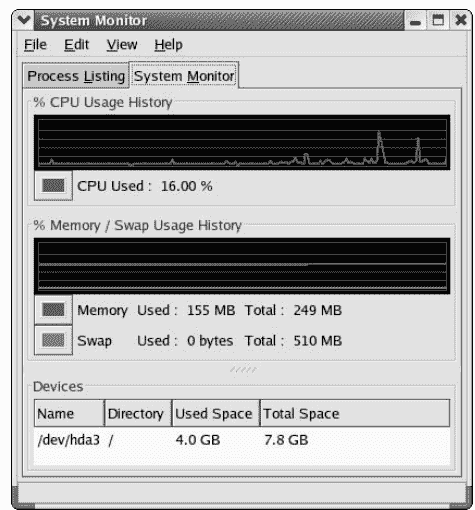 System Monitor
File Edit View Help
Process Listing System Monitor
% CPU Usage History
CPU Used : 16.00 %
% Memory / Swap Usage History
Memory Used : 155 MB Total : 249 MB
Swap Used : 0 bytes Total : 510 MB
Devices
Name Directory Used Space Total Space
/dev/hda3 / 4.0 GB 7.8 GB